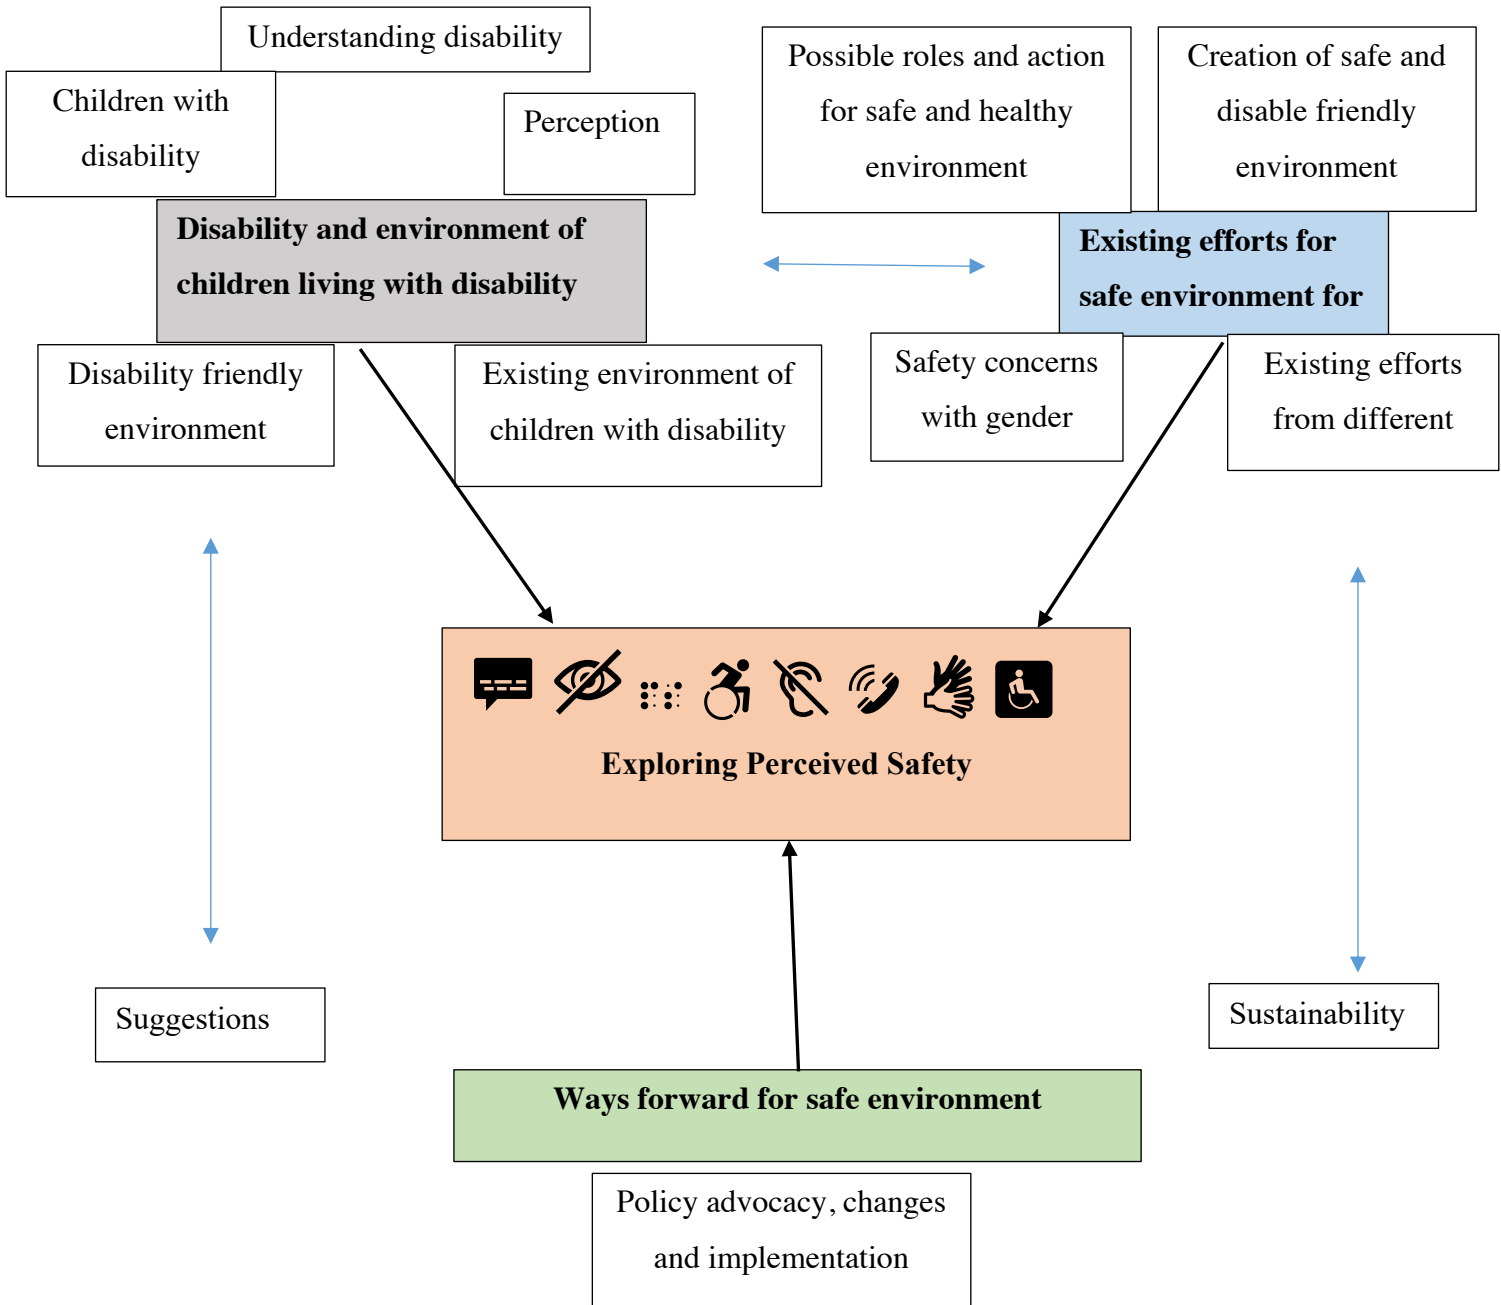 Understanding disability
Children with
disability
Perception
Possible roles and action
for safe and healthy
environment
Creation of safe and
disable friendly
environment
Disability and environment of
children living with disability
Existing efforts for
safe environment for
Disability friendly
environment
Existing environment of
children with disability
Safety concerns
with gender
Existing efforts
from different
Exploring Perceived Safety
Suggestions
Sustainability
Ways forward for safe environment
Policy advocacy, changes
and implementation